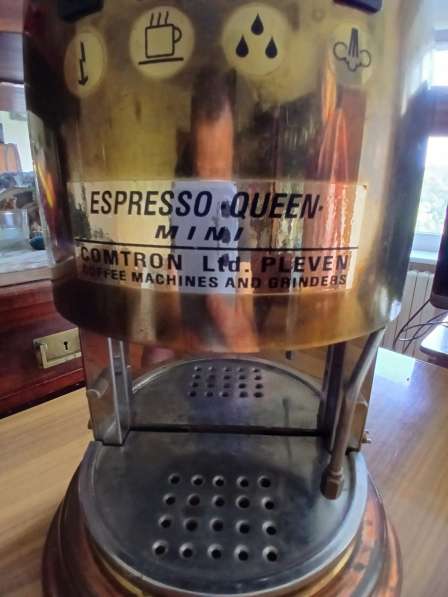 ESPRESSO QUEEN
MIMI
COMTRON Ltd. PLEVEN
COFFEE MACHINES AND GRINDERS